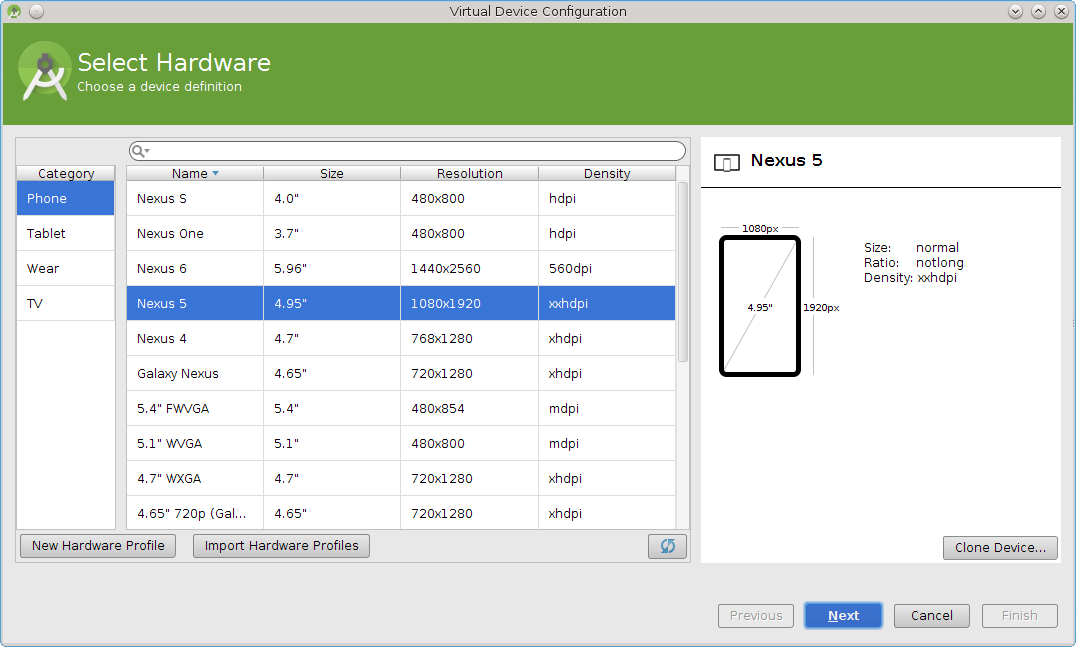 Virtual Device Configuration
Select Hardware
Choose a device definition
Category
Phone
Tablet
Wear
TV
Name Size Resolution Density
Nexus S 4.0" 480x800 hdpi
Nexus One 3.7" 480x800 hdpi
Nexus 6 5.96" 1440x2560 560dpi
Nexus 5 4.95" 1080x1920 xxhdpi
Nexus 4 4.7" 768x1280 xhdpi
Galaxy Nexus 4.65" 720x1280 xhdpi
5.4" FWVGA 5.4" 480x854 mdpi
5.1" WVGA 5.1" 480x800 mdpi
4.7" WXGA 4.7" 720x1280 xhdpi
4.65" 720p (Gal... 4.65" 720x1280 xhdpi
New Hardware Profile Import Hardware Profiles
Nexus 5
1080px
4.95"
1920px
Size: normal
Ratio: notlong
Density: xxhdpi
Clone Device...
Previous Next Cancel Finish